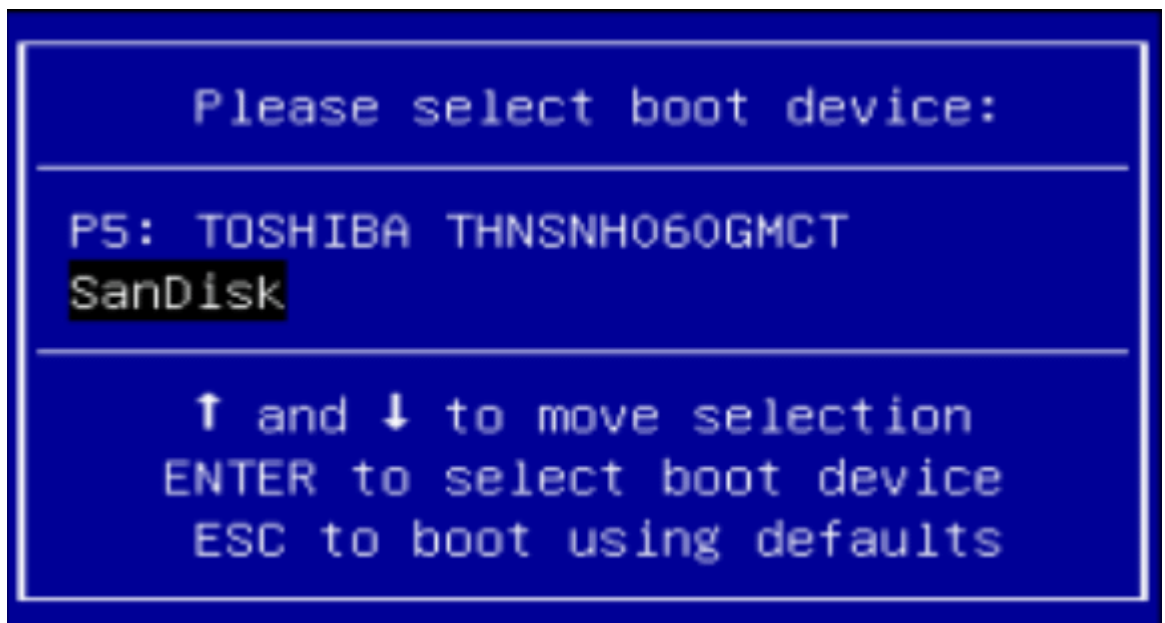 Please select boot device:
P5: TOSHIBA THNSNH060GMCT
SanDisk
↑ and ↓ to move selection
ENTER to select boot device
ESC to boot using defaults